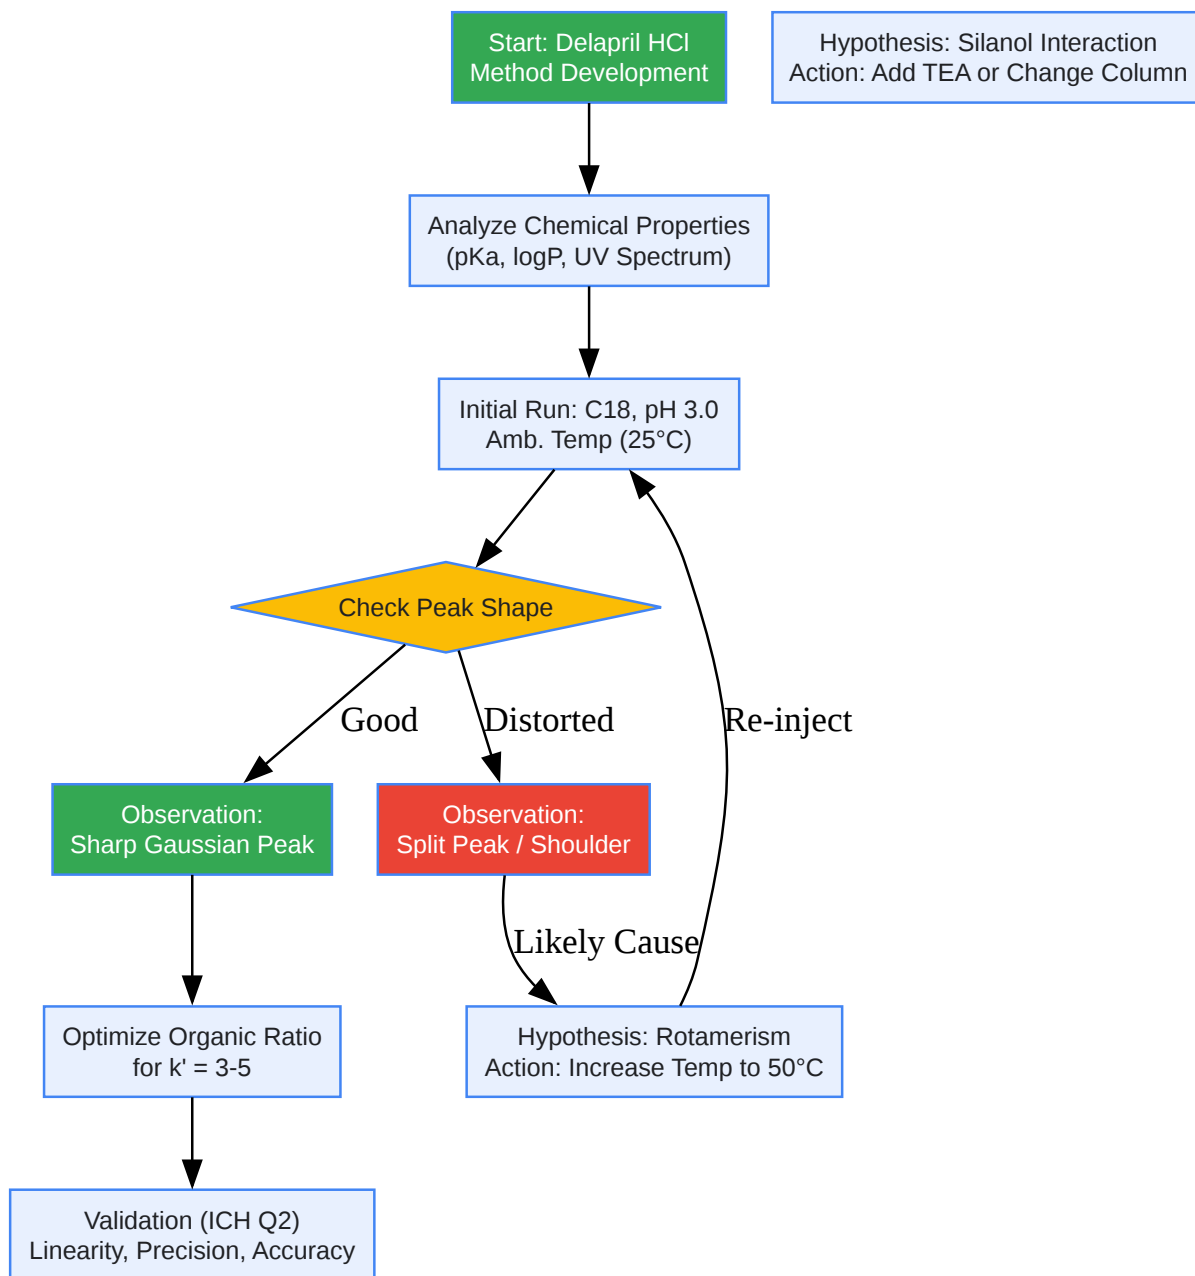 Start: Delapril HCl
Method Development
Hypothesis: Silanol Interaction
Action: Add TEA or Change Column
Analyze Chemical Properties
(pKa, logP, UV Spectrum)
Initial Run: C18, pH 3.0
Amb. Temp (25°C)
Check Peak Shape
Good
Distorted
Re-inject
Observation:
Sharp Gaussian Peak
Observation:
Split Peak / Shoulder
Likely Cause
Optimize Organic Ratio
for k' = 3-5
Hypothesis: Rotamerism
Action: Increase Temp to 50°C
Validation (ICH Q2)
Linearity, Precision, Accuracy